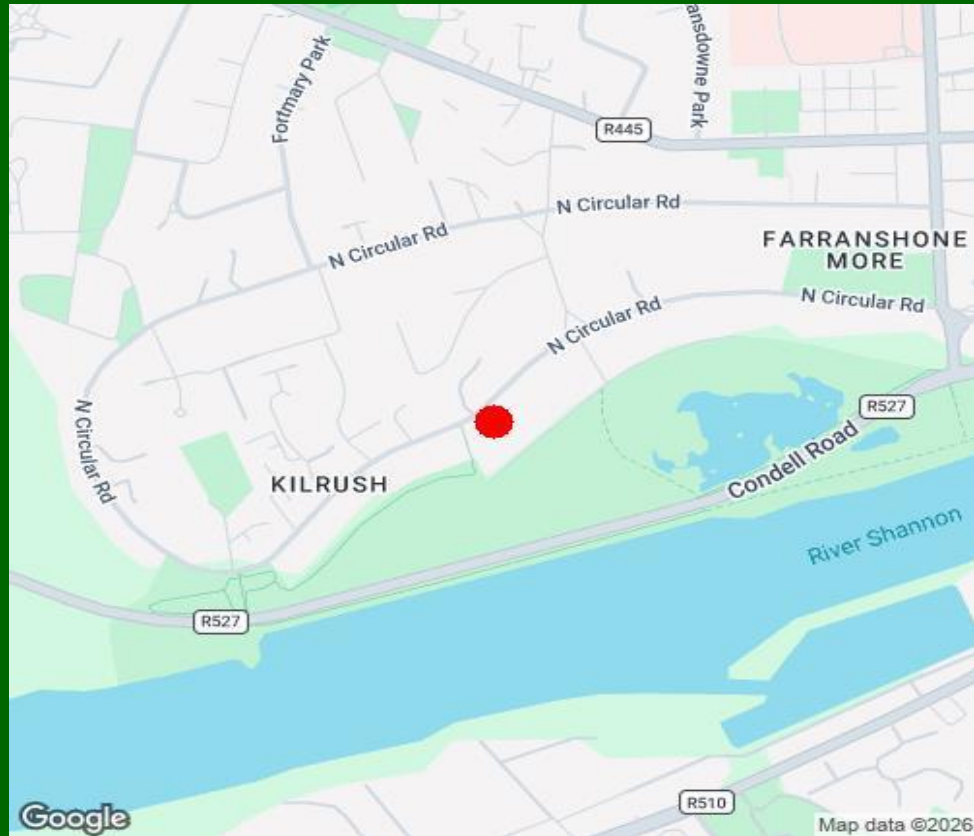 Fortmary Park
ansdowne Park
R445
N Circular Rd
N Circular Rd
FARRANSHONE
MORE
N Circular Rd
N Circular Rd
N Circular Rd
R527
Condell Road
KILRUSH
River Shannon
R527
R510
Google
Map data ©2026